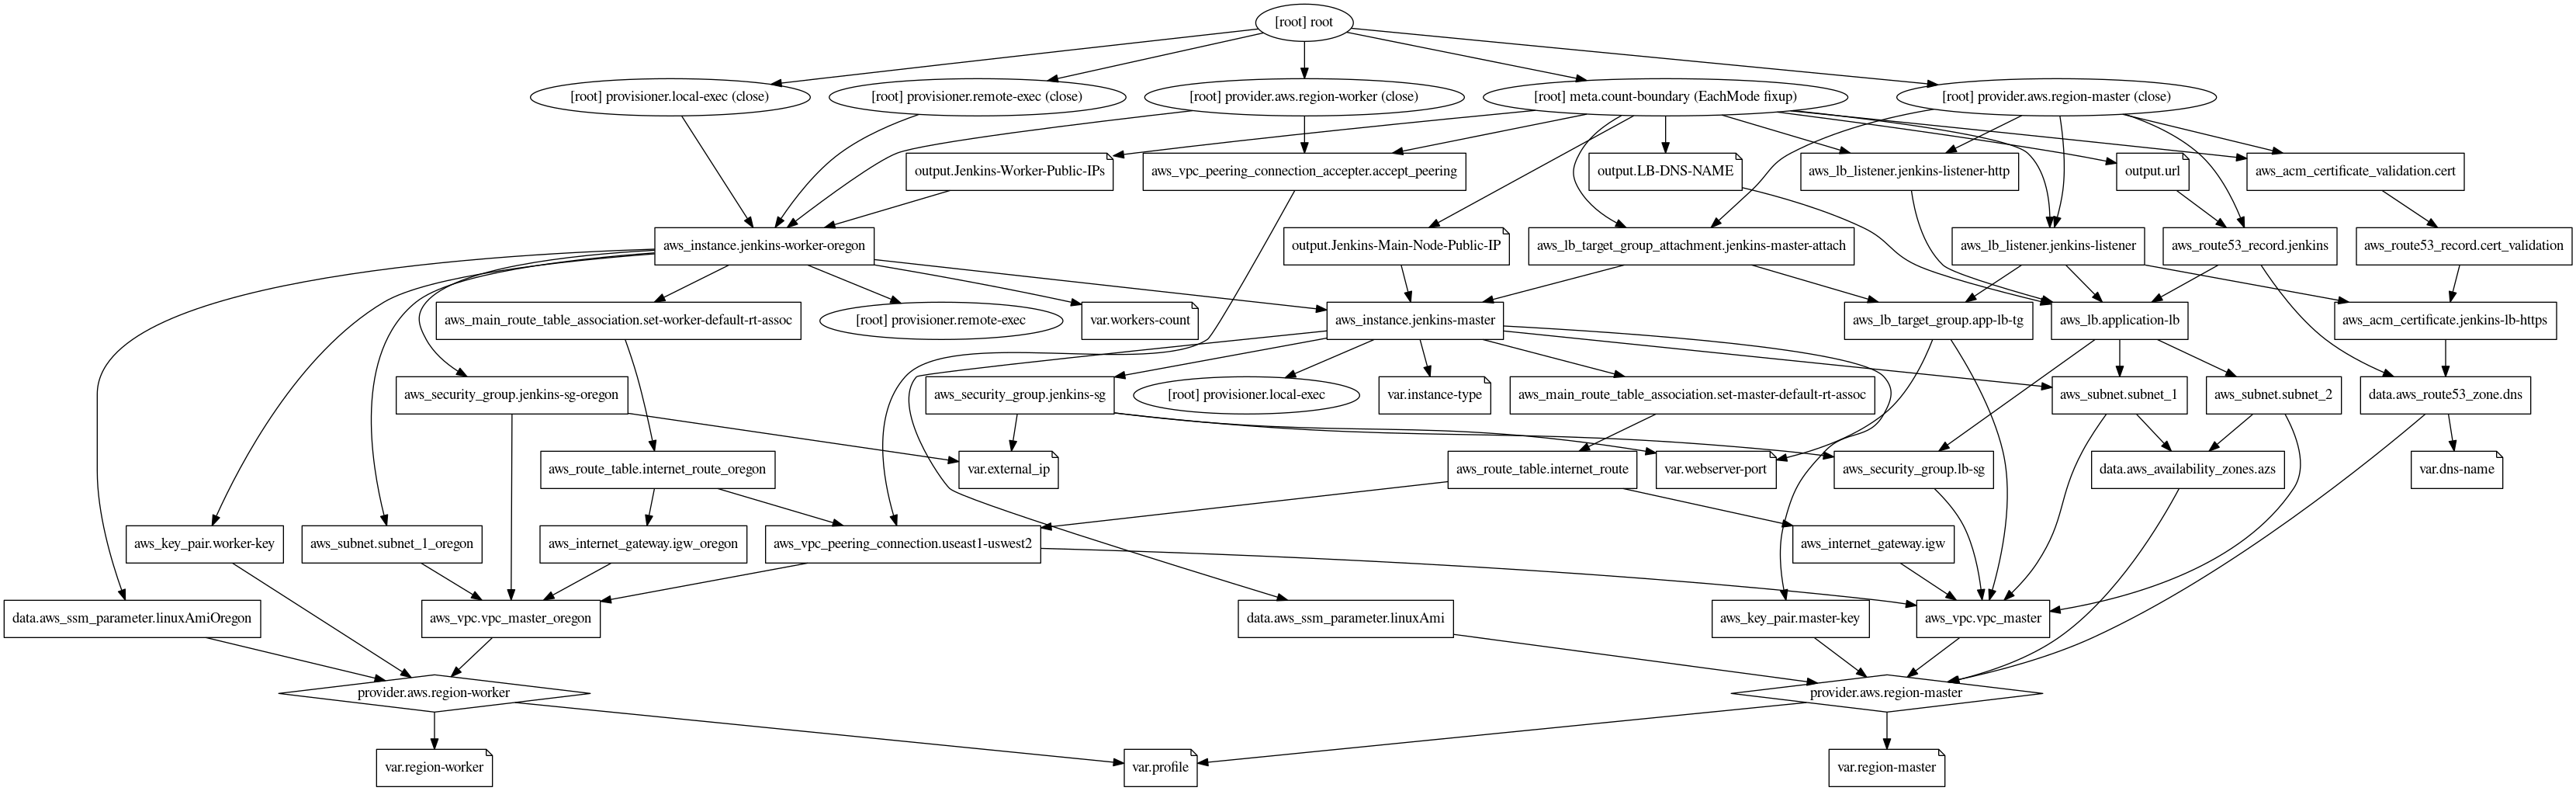 [root] root
[root] provisioner.local-exec (close)
[root] provisioner.remote-exec (close)
[root] provider.aws.region-worker (close)
[root] meta.count-boundary (EachMode fixup)
[root] provider.aws.region-master (close)
output.Jenkins-Worker-Public-IPs
aws_vpc_peering_connection_accepter.accept_peering
output.LB-DNS-NAME
aws_lb_listener.jenkins-listener-http
output.url
aws_acm_certificate_validation.cert
aws_instance.jenkins-worker-oregon
output.Jenkins-Main-Node-Public-IP
aws_lb_target_group_attachment.jenkins-master-attach
aws_lb_listener.jenkins-listener
aws_route53_record.jenkins
aws_route53_record.cert_validation
aws_main_route_table_association.set-worker-default-rt-assoc
[root] provisioner.remote-exec
var.workers-count
aws_instance.jenkins-master
aws_lb_target_group.app-lb-tg
aws_lb.application-lb
aws_acm_certificate.jenkins-lb-https
aws_security_group.jenkins-sg-oregon
aws_security_group.jenkins-sg
[root] provisioner.local-exec
var.instance-type
aws_main_route_table_association.set-master-default-rt-assoc
aws_subnet.subnet_1
aws_subnet.subnet_2
data.aws_route53_zone.dns
aws_route_table.internet_route_oregon
var.external_ip
aws_route_table.internet_route
var.webserver-port
aws_security_group.lb-sg
data.aws_availability_zones.azs
var.dns-name
aws_key_pair.worker-key
aws_subnet.subnet_1_oregon
aws_internet_gateway.igw_oregon
aws_vpc_peering_connection.useast1-uswest2
aws_internet_gateway.igw
data.aws_ssm_parameter.linuxAmiOregon
aws_vpc.vpc_master_oregon
data.aws_ssm_parameter.linuxAmi
aws_key_pair.master-key
aws_vpc.vpc_master
provider.aws.region-worker
provider.aws.region-master
var.region-worker
var.profile
var.region-master